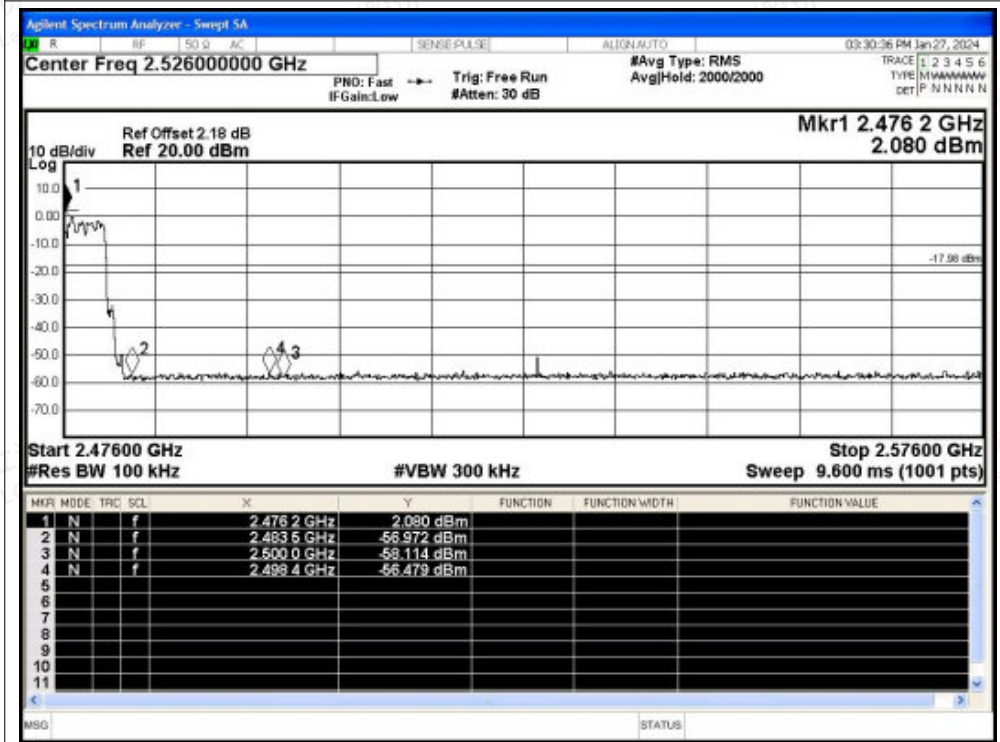 Agilent Spectrum Analyzer - Swept SA
R RF 50 Ω AC SENSE:PULSE ALIGNAUTO 03:30:36 PM Jan 27, 2024
Center Freq 2.526000000 GHz
PNO: Fast
IFGain:Low
Trig: Free Run
#Atten: 30 dB
#Avg Type: RMS
Avg|Hold: 2000/2000
TRACE 1 2 3 4 5 6
TYPE MWWWWW
DET P N N N N N
Mkr1 2.476 2 GHz
2.080 dBm
Ref Offset 2.18 dB
10 dB/div Ref 20.00 dBm
Log
10.0
0.00
-10.0
-20.0
-30.0
-40.0
-50.0
-60.0
-70.0
1
-17.98 dBm
2
4
3
Start 2.47600 GHz Stop 2.57600 GHz
#Res BW 100 kHz #VBW 300 kHz Sweep 9.600 ms (1001 pts)
MKR MODE TRC SCL X Y FUNCTION FUNCTION WIDTH FUNCTION VALUE
1 N f 2.476 2 GHz 2.080 dBm
2 N f 2.483 5 GHz -56.972 dBm
3 N f 2.500 0 GHz -58.114 dBm
4 N f 2.498 4 GHz -56.479 dBm
5
6
7
8
9
10
11
MSG STATUS